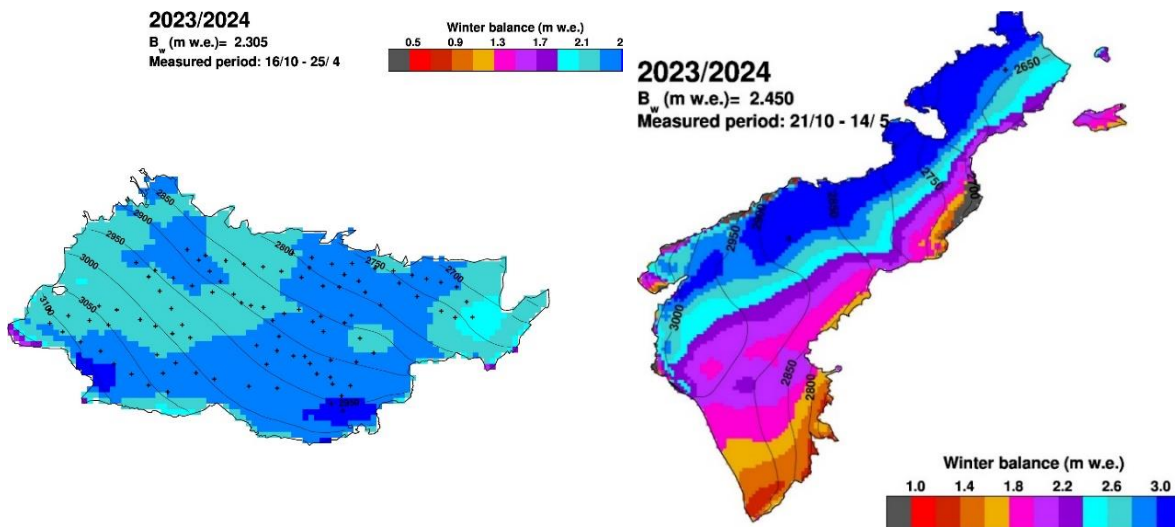 2023/2024
B_w (m w.e.)= 2.305
Measured period: 16/10 - 25/ 4
Winter balance (m w.e.)
0.5 0.9 1.3 1.7 2.1 2
2850
2900
2950
3000
3050
3100
2800
2750
2700
2023/2024
B_w (m w.e.)= 2.450
Measured period: 21/10 - 14/ 5
2650
2750
2700
2950
3000
2850
2800
Winter balance (m w.e.)
1.0 1.4 1.8 2.2 2.6 3.0